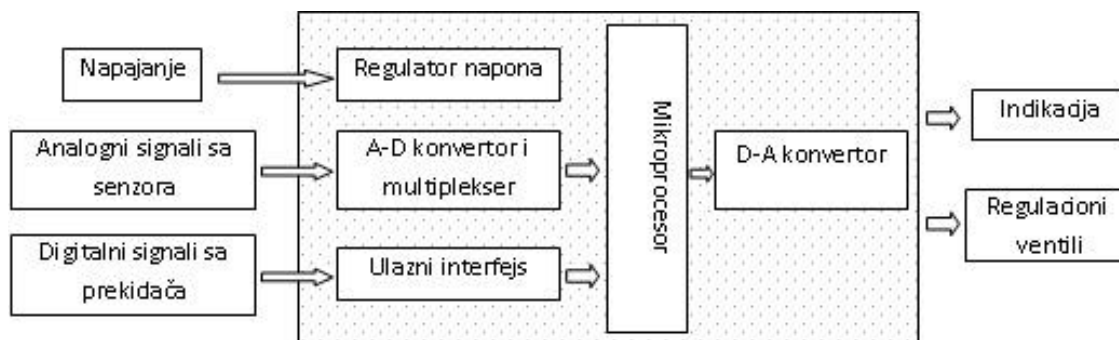 Napajanje
Regulator napona
Analogni signali sa
senzora
A-D konvertor i
multiplekser
Digitalni signali sa
prekidača
Ulazni interfejs
Mikroprocesor
D-A konvertor
Indikacija
Regulacioni
ventili